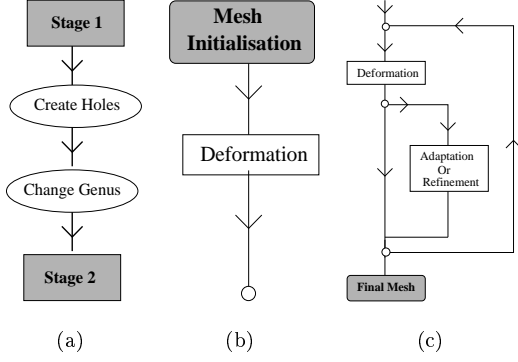 Stage 1
Create Holes
Change Genus
Stage 2
(a)
Mesh
Initialisation
Deformation
(b)
Deformation
Adaptation
Or
Refinement
Final Mesh
(c)